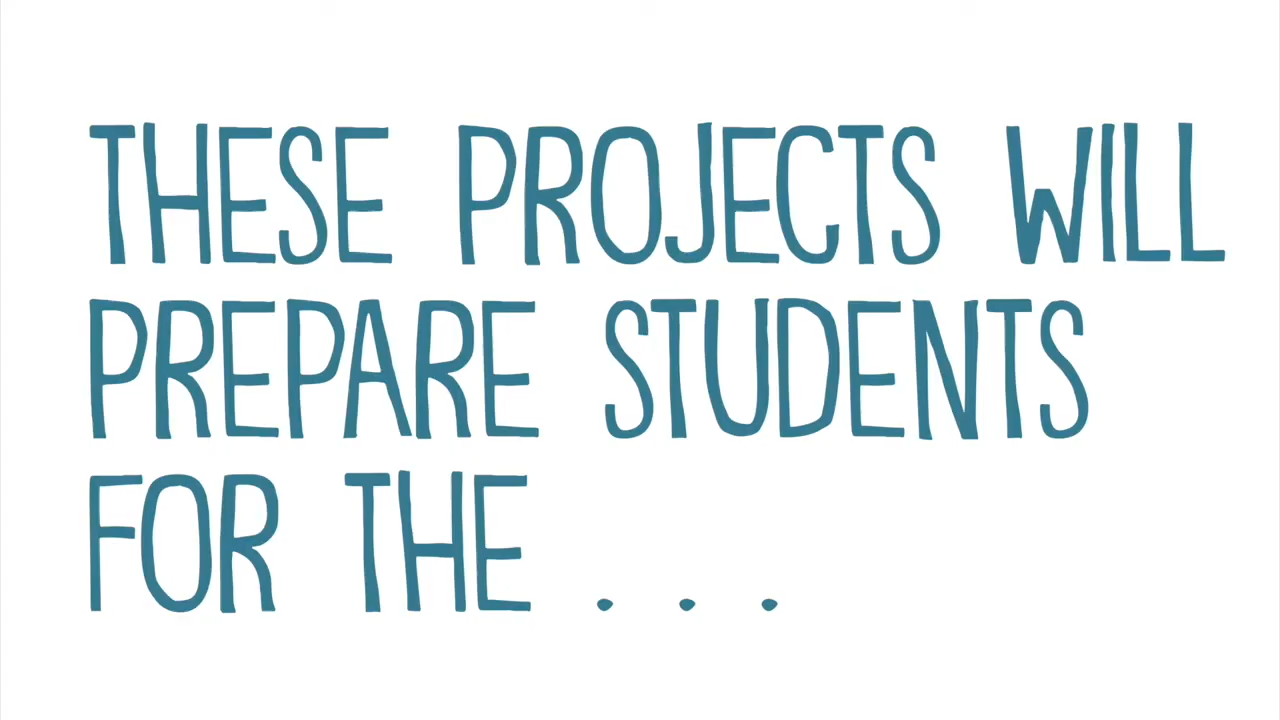 THESE PROJECTS WILL
PREPARE STUDENTS
FOR THE . . .